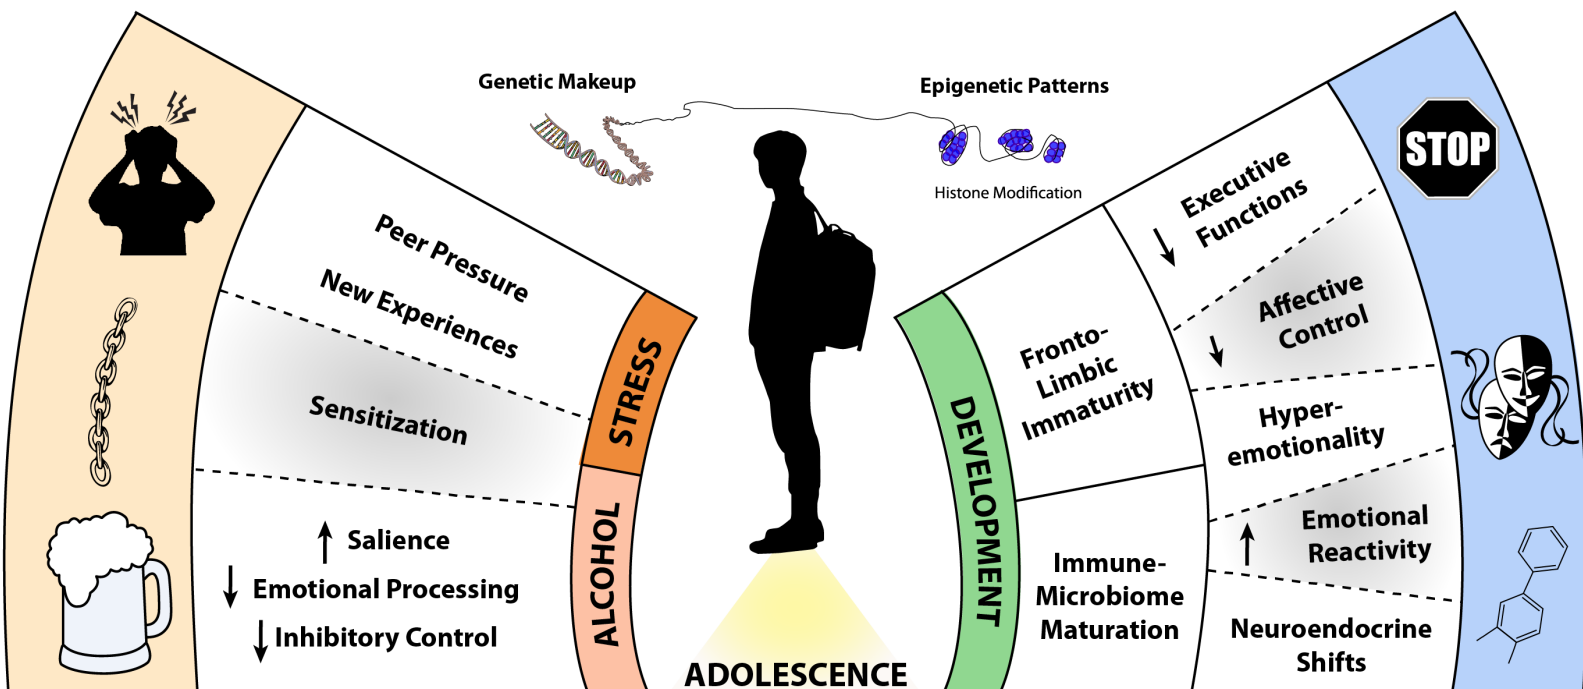 Genetic Makeup
Epigenetic Patterns
Histone Modification
Peer Pressure
New Experiences
Sensitization
STRESS
Salience
Emotional Processing
Inhibitory Control
ALCOHOL
ADOLESCENCE
DEVELOPMENT
Fronto-
Limbic
Immaturity
Immune-
Microbiome
Maturation
Executive
Functions
Affective
Control
Hyper-
emotionality
Emotional
Reactivity
Neuroendocrine
Shifts
STOP